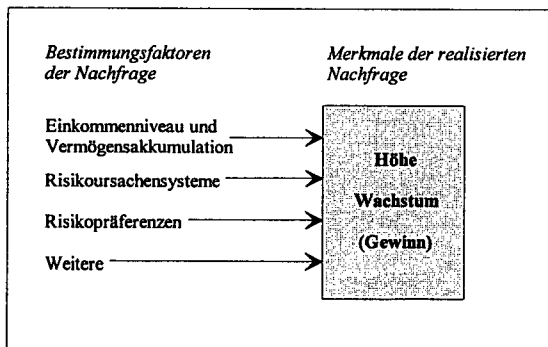 Bestimmungsfaktoren
der Nachfrage
Merkmale der realisierten
Nachfrage
Einkommenniveau und
Vermögensakkumulation
Risikoursachensysteme
Risikopräferenzen
Weitere
Höhe
Wachstum
(Gewinn)